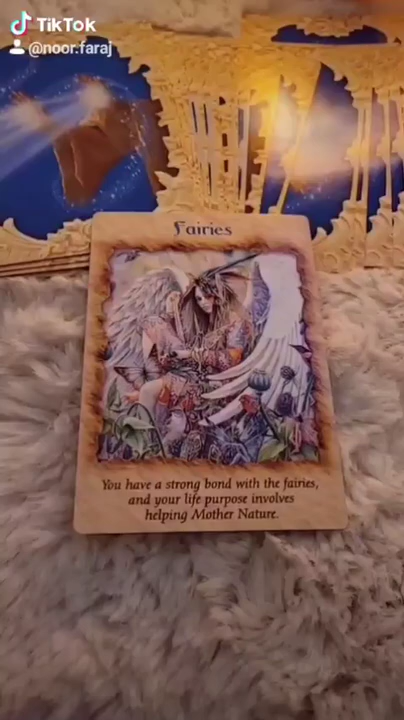 TikTok
@noor.faraj
Fairies
You have a strong bond with the fairies,
and your life purpose involves
helping Mother Nature.